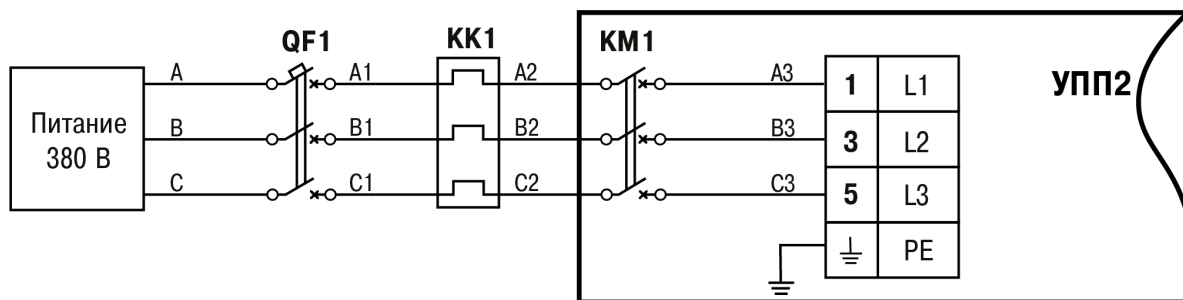 QF1 KK1 KM1
УПП2
Питание
380 В
A A1 A2 A3
B B1 B2 B3
C C1 C2 C3
1 L1
3 L2
5 L3
PE